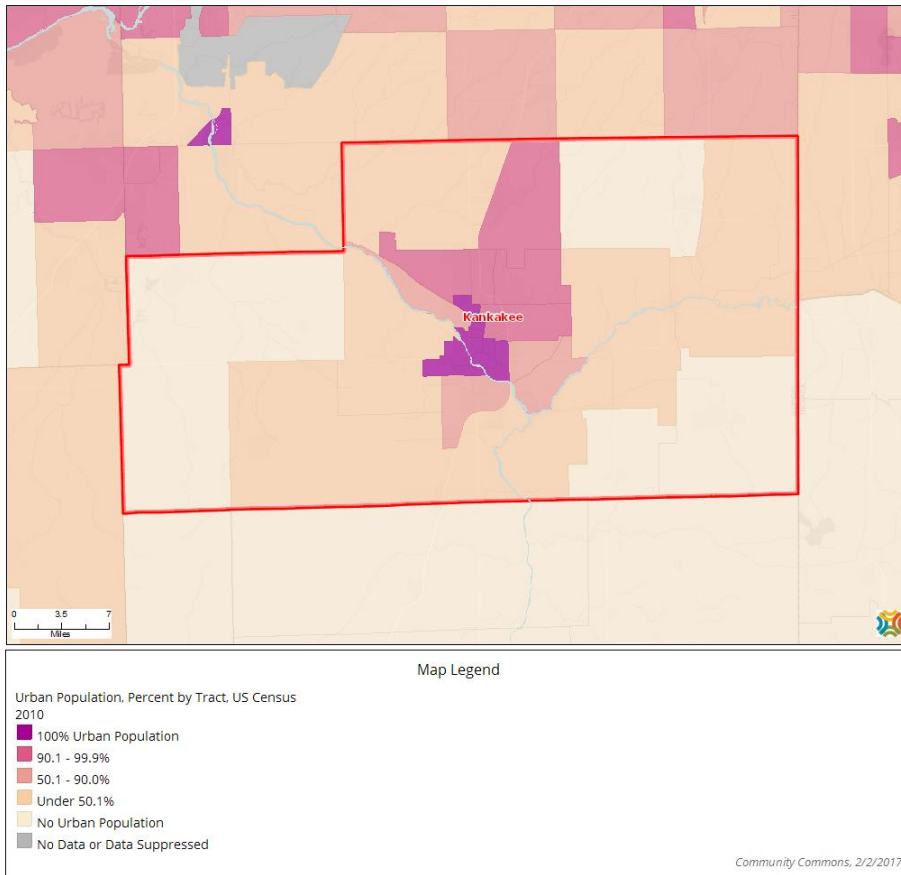 Kankakee
0 3.5 7
Miles
Map Legend
Urban Population, Percent by Tract, US Census
2010
100% Urban Population
90.1 - 99.9%
50.1 - 90.0%
Under 50.1%
No Urban Population
No Data or Data Suppressed
Community Commons, 2/2/2017